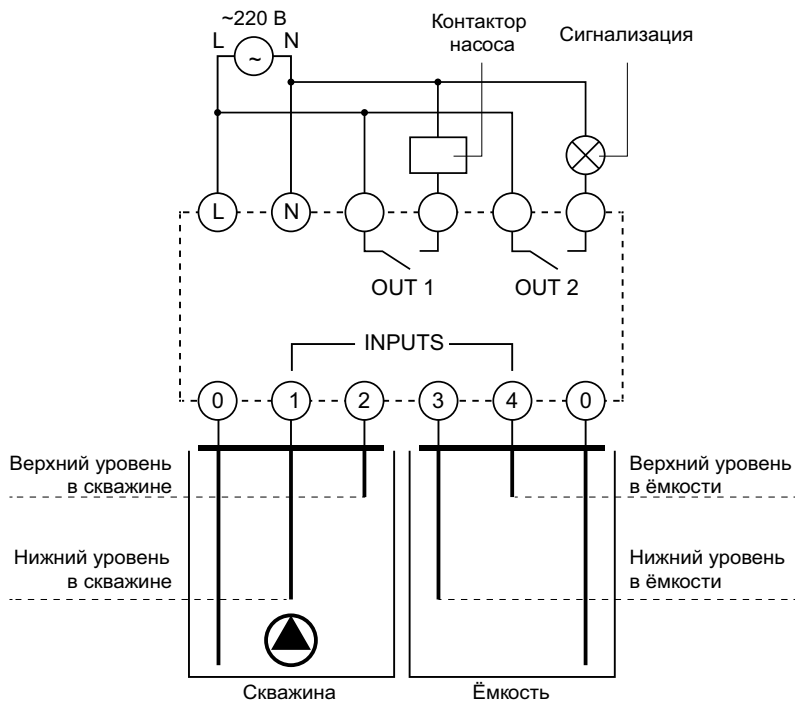 ~220 В
L N
~
Контактор
насоса
Сигнализация
L N
OUT 1 OUT 2
INPUTS
0 1 2 3 4 0
Верхний уровень
в скважине
Верхний уровень
в ёмкости
Нижний уровень
в скважине
Нижний уровень
в ёмкости
Скважина Ёмкость